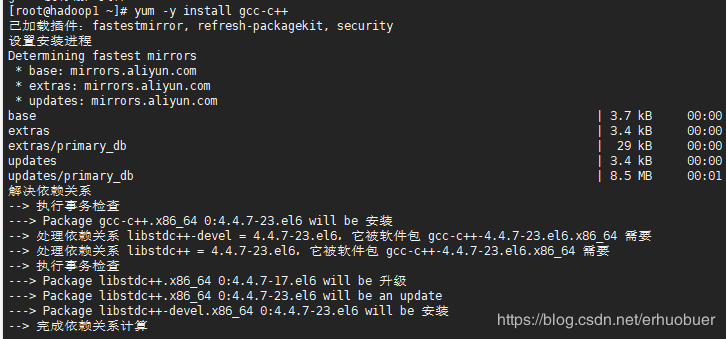 [root@hadoop1 ~]# yum -y install gcc-c++
已加载插件：fastestmirror, refresh-packagekit, security
设置安装进程
Determining fastest mirrors
 * base: mirrors.aliyun.com
 * extras: mirrors.aliyun.com
 * updates: mirrors.aliyun.com
base | 3.7 kB 00:00
extras | 3.4 kB 00:00
extras/primary_db | 29 kB 00:00
updates | 3.4 kB 00:00
updates/primary_db | 8.5 MB 00:01
解决依赖关系
--> 执行事务检查
---> Package gcc-c++.x86_64 0:4.4.7-23.el6 will be 安装
--> 处理依赖关系 libstdc++-devel = 4.4.7-23.el6，它被软件包 gcc-c++-4.4.7-23.el6.x86_64 需要
--> 处理依赖关系 libstdc++ = 4.4.7-23.el6，它被软件包 gcc-c++-4.4.7-23.el6.x86_64 需要
--> 执行事务检查
---> Package libstdc++.x86_64 0:4.4.7-17.el6 will be 升级
---> Package libstdc++.x86_64 0:4.4.7-23.el6 will be an update
---> Package libstdc++-devel.x86_64 0:4.4.7-23.el6 will be 安装
--> 完成依赖关系计算
https://blog.csdn.net/erhuobuer